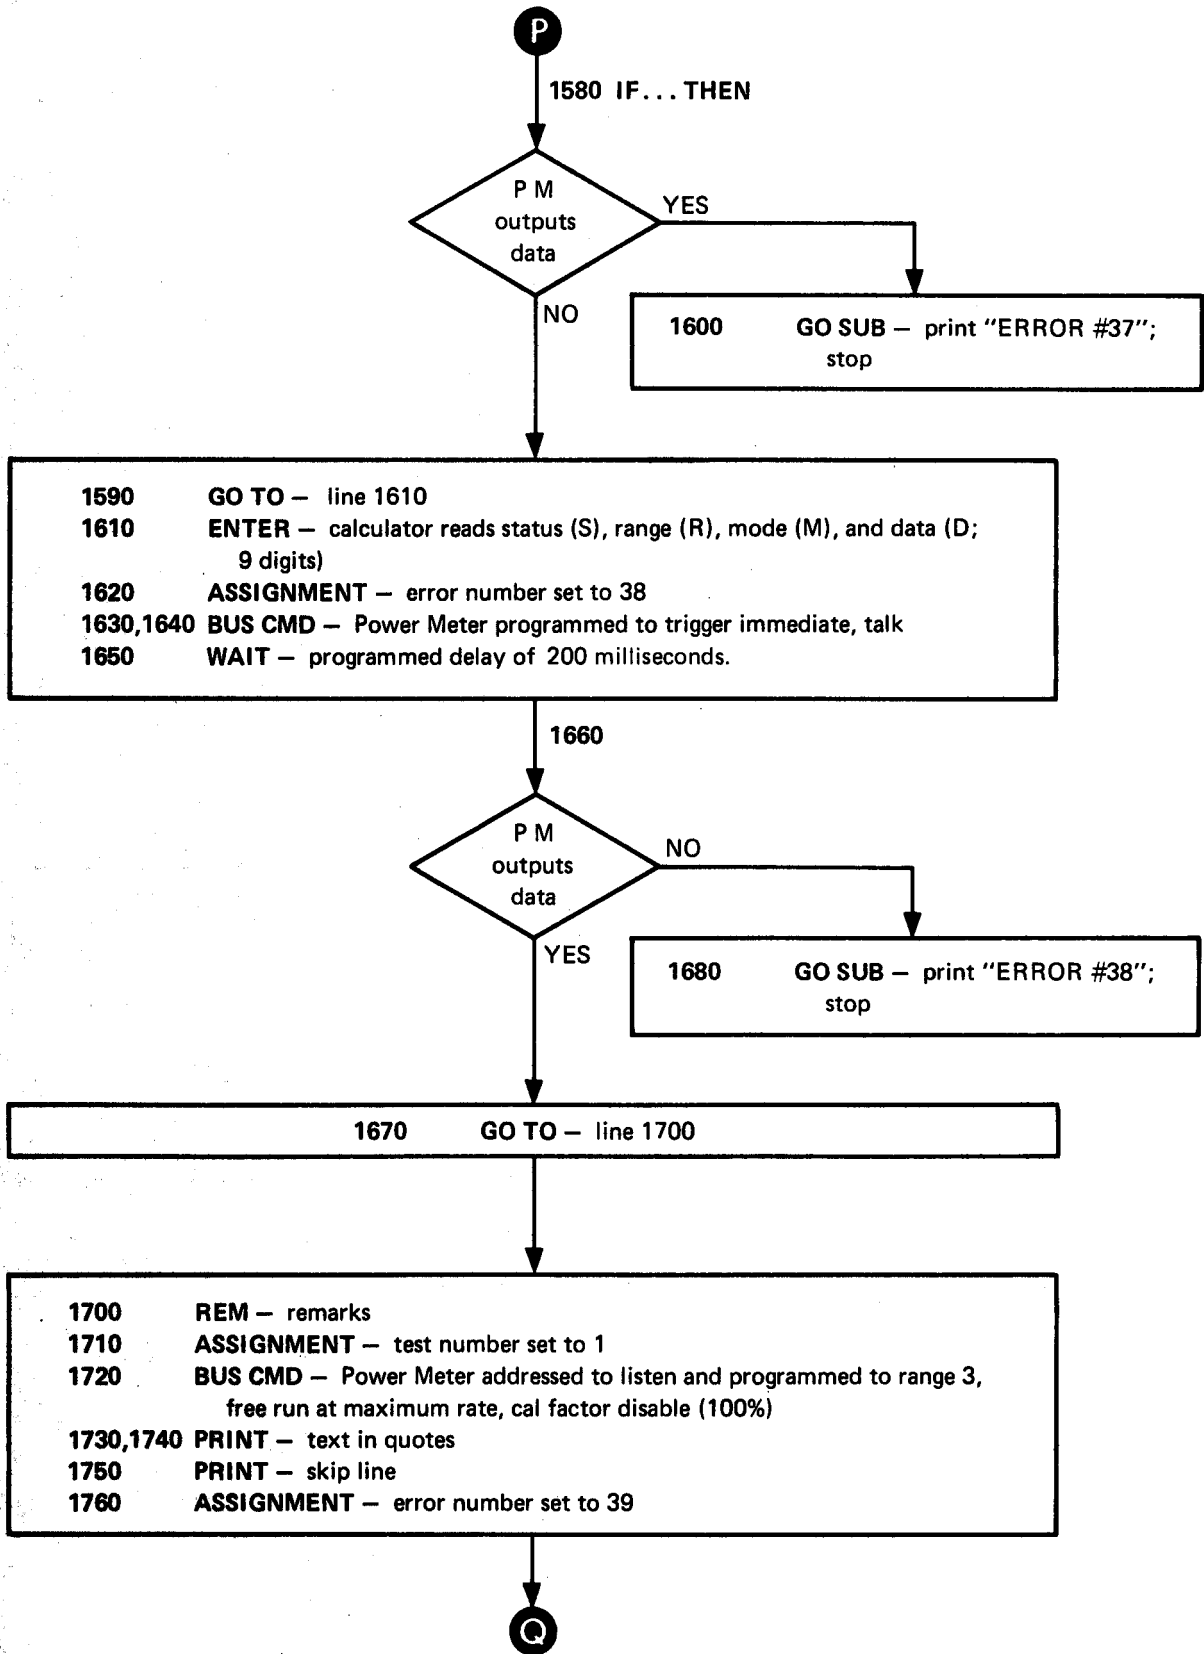 P
1580 IF...THEN
P M
outputs
data
YES
NO
1600 GO SUB — print “ERROR #37”;
stop
1590 GO TO — line 1610
1610 ENTER — calculator reads status (S), range (R), mode (M), and data (D;
9 digits)
1620 ASSIGNMENT — error number set to 38
1630,1640 BUS CMD — Power Meter programmed to trigger immediate, talk
1650 WAIT — programmed delay of 200 milliseconds.
1660
P M
outputs
data
NO
YES
1680 GO SUB — print “ERROR #38”;
stop
1670 GO TO — line 1700
1700 REM — remarks
1710 ASSIGNMENT — test number set to 1
1720 BUS CMD — Power Meter addressed to listen and programmed to range 3,
free run at maximum rate, cal factor disable (100%)
1730,1740 PRINT — text in quotes
1750 PRINT — skip line
1760 ASSIGNMENT — error number set to 39
Q